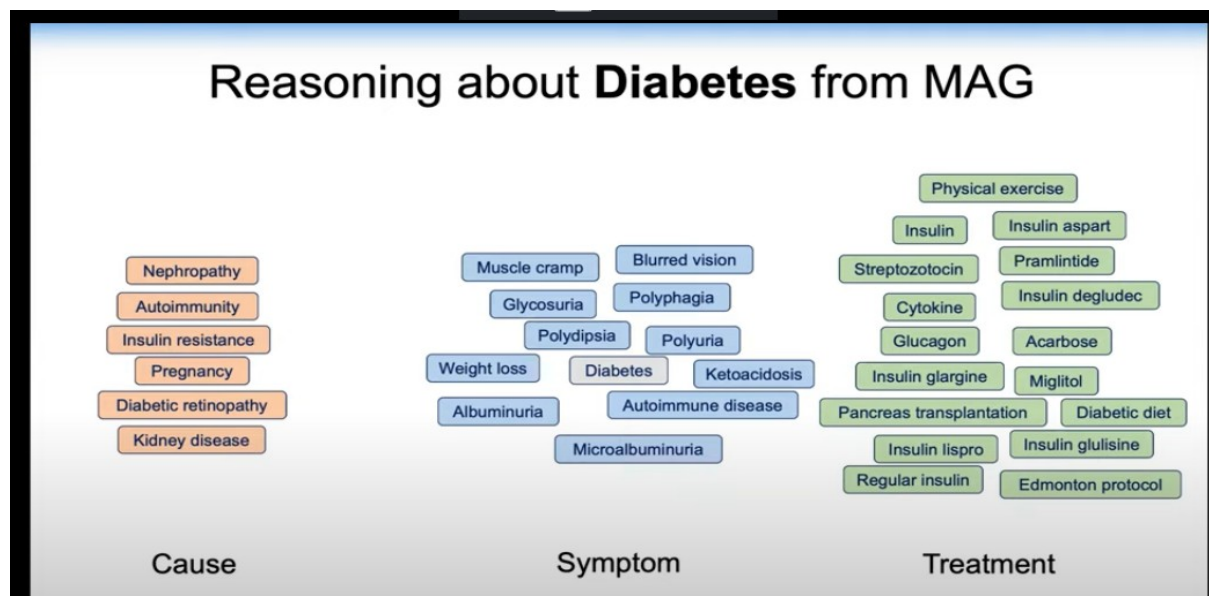 Reasoning about Diabetes from MAG
Nephropathy
Autoimmunity
Insulin resistance
Pregnancy
Diabetic retinopathy
Kidney disease
Cause
Muscle cramp
Blurred vision
Glycosuria
Polyphagia
Polydipsia
Polyuria
Weight loss
Diabetes
Ketoacidosis
Albuminuria
Autoimmune disease
Microalbuminuria
Symptom
Physical exercise
Insulin
Insulin aspart
Streptozotocin
Pramlintide
Cytokine
Insulin degludec
Glucagon
Acarbose
Insulin glargine
Miglitol
Pancreas transplantation
Diabetic diet
Insulin lispro
Insulin glulisine
Regular insulin
Edmonton protocol
Treatment